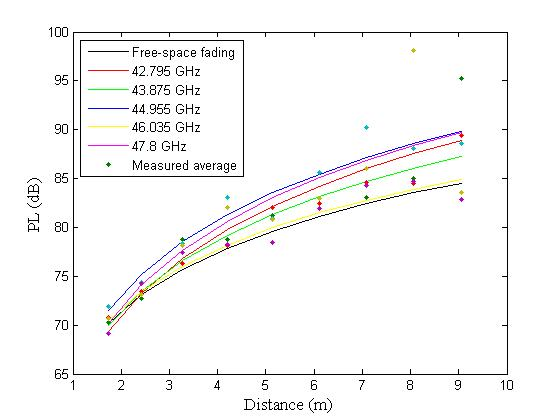 100
95
90
85
80
75
70
65
PL (dB)
Free-space fading
42.795 GHz
43.875 GHz
44.955 GHz
46.035 GHz
47.8 GHz
Measured average
1 2 3 4 5 6 7 8 9 10
Distance (m)